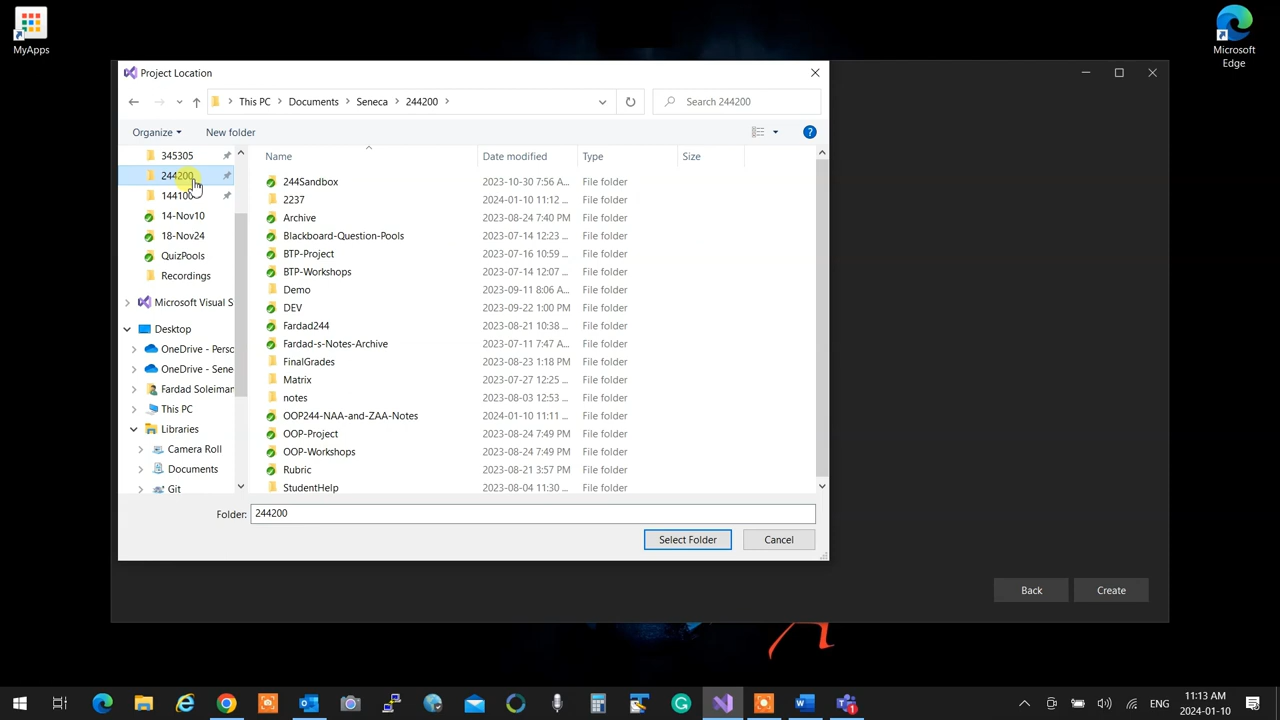 MyApps
Microsoft Edge
Project Location
This PC > Documents > Seneca > 244200 >
Search 244200
Organize
New folder
345305
244200
14-Nov10
18-Nov24
QuizPools
Recordings
Microsoft Visual S
Desktop
OneDrive - Perso
OneDrive - Sene
Fardad Soleiman
This PC
Libraries
Camera Roll
Documents
Git
Name Date modified Type Size
244Sandbox 2023-10-30 7:56 A... File folder
2237 2024-01-10 11:12 ... File folder
Archive 2023-08-24 7:40 PM File folder
Blackboard-Question-Pools 2023-07-14 12:23 ... File folder
BTP-Project 2023-07-16 10:59 ... File folder
BTP-Workshops 2023-07-14 12:07 ... File folder
Demo 2023-09-11 8:06 A... File folder
DEV 2023-09-22 1:00 PM File folder
Fardad244 2023-08-21 10:38 ... File folder
Fardad-s-Notes-Archive 2023-07-11 7:47 A... File folder
FinalGrades 2023-08-23 1:18 PM File folder
Matrix 2023-07-27 12:25 ... File folder
notes 2023-08-03 12:53 ... File folder
OOP244-NAA-and-ZAA-Notes 2024-01-10 11:11 ... File folder
OOP-Project 2023-08-24 7:49 PM File folder
OOP-Workshops 2023-08-24 7:49 PM File folder
Rubric 2023-08-21 3:57 PM File folder
StudentHelp 2023-08-04 11:30 ... File folder
Folder: 244200
Select Folder
Cancel
Back
Create
ENG
11:13 AM
2024-01-10